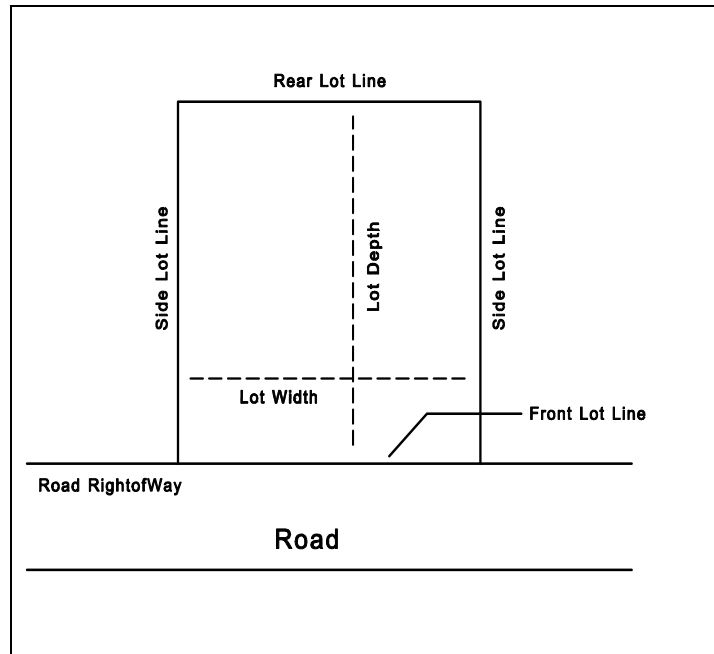 Rear Lot Line
Side Lot Line
Lot Depth
Side Lot Line
Lot Width
Front Lot Line
Road RightofWay
Road